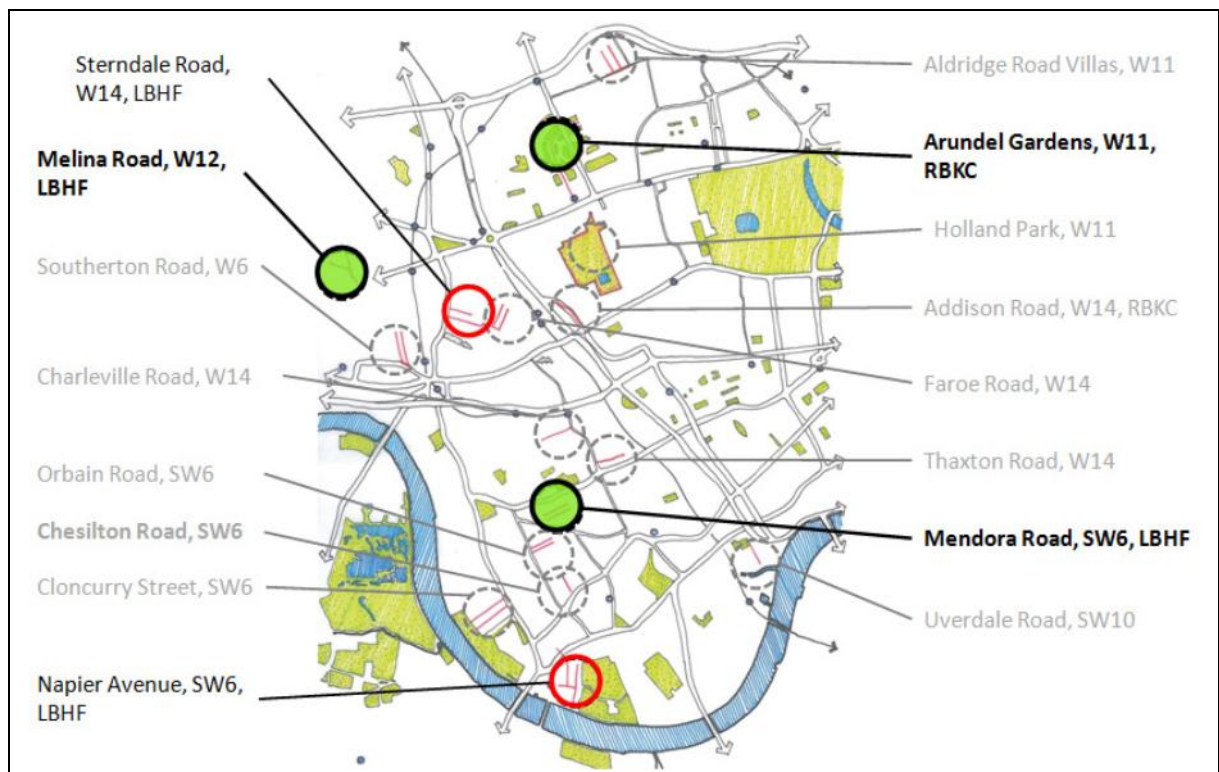 Sterndale Road,
W14, LBHF
Melina Road, W12,
LBHF
Southerton Road, W6
Charleville Road, W14
Orbain Road, SW6
Chesilton Road, SW6
Cloncurry Street, SW6
Napier Avenue, SW6,
LBHF
Aldridge Road Villas, W11
Arundel Gardens, W11,
RBKC
Holland Park, W11
Addison Road, W14, RBKC
Faroe Road, W14
Thaxton Road, W14
Mendora Road, SW6, LBHF
Uverdale Road, SW10